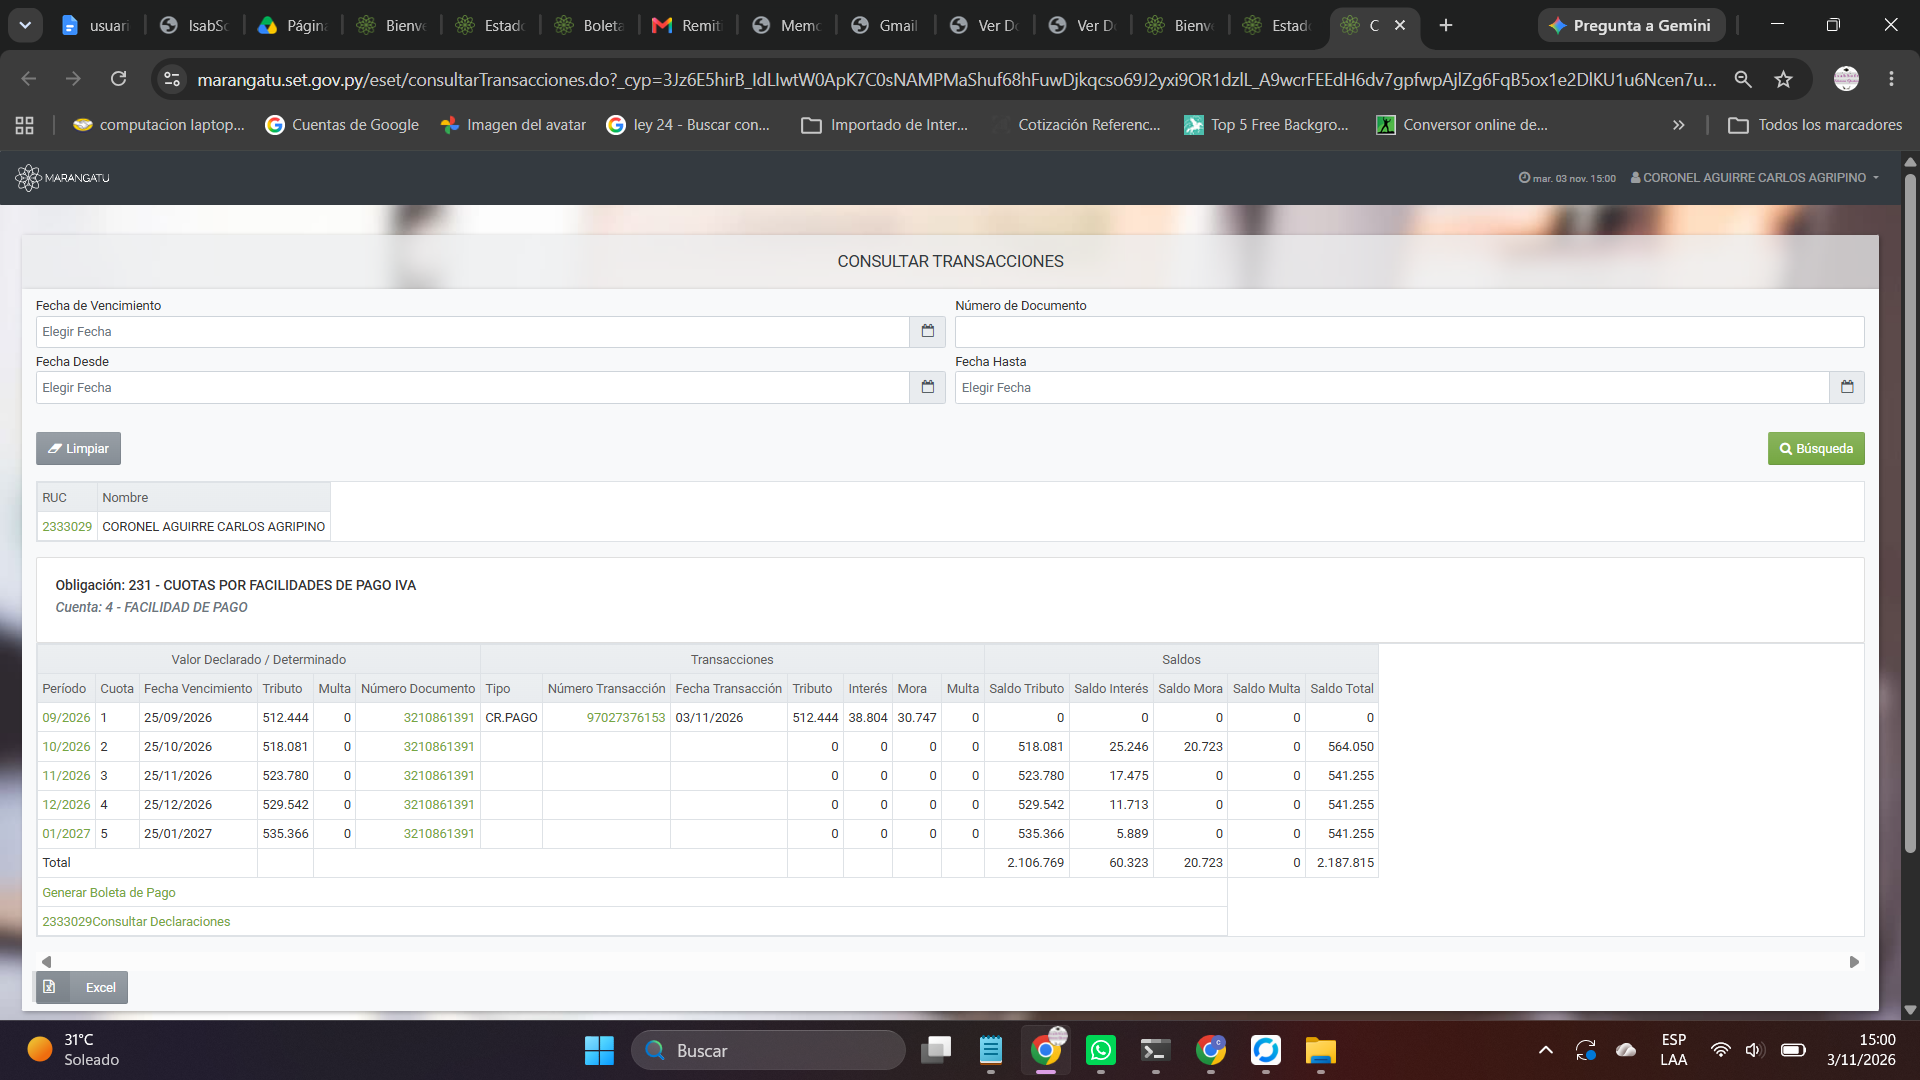 usuari
IsabSc
Página
Bienve
Estado
Boleta
Remiti
Memo
Gmail
Ver Do
Ver Do
Bienve
Estado
C
Pregunta a Gemini
marangatu.set.gov.py/eset/consultarTransacciones.do?_cyp=3Jz6E5hirB_IdLIwtW0ApK7C0sNAMPMaShuf68hFuwDjkqcso69J2yxi9OR1dzlL_A9wcrFEEdH6dv7gpfwpAjlZg6FqB5ox1e2DlKU1u6Ncen7u...
computacion laptop...
Cuentas de Google
Imagen del avatar
ley 24 - Buscar con...
Importado de Inter...
Cotización Referenc...
Top 5 Free Backgro...
Conversor online de...
»
Todos los marcadores
MARANGATU
mar. 03 nov. 15:00
CORONEL AGUIRRE CARLOS AGRIPINO
CONSULTAR TRANSACCIONES
Fecha de Vencimiento
Número de Documento
Elegir Fecha
Fecha Desde
Fecha Hasta
Elegir Fecha
Elegir Fecha
Limpiar
Búsqueda
RUC Nombre
2333029 CORONEL AGUIRRE CARLOS AGRIPINO
Obligación: 231 - CUOTAS POR FACILIDADES DE PAGO IVA
Cuenta: 4 - FACILIDAD DE PAGO
Valor Declarado / Determinado Transacciones Saldos
Período Cuota Fecha Vencimiento Tributo Multa Número Documento Tipo Número Transacción Fecha Transacción Tributo Interés Mora Multa Saldo Tributo Saldo Interés Saldo Mora Saldo Multa Saldo Total
09/2026 1 25/09/2026 512.444 0 3210861391 CR.PAGO 97027376153 03/11/2026 512.444 38.804 30.747 0 0 0 0 0 0
10/2026 2 25/10/2026 518.081 0 3210861391 0 0 0 0 518.081 25.246 20.723 0 564.050
11/2026 3 25/11/2026 523.780 0 3210861391 0 0 0 0 523.780 17.475 0 0 541.255
12/2026 4 25/12/2026 529.542 0 3210861391 0 0 0 0 529.542 11.713 0 0 541.255
01/2027 5 25/01/2027 535.366 0 3210861391 0 0 0 0 535.366 5.889 0 0 541.255
Total 2.106.769 60.323 20.723 0 2.187.815
Generar Boleta de Pago
2333029Consultar Declaraciones
Excel
31°C
Soleado
Buscar
ESP
LAA
15:00
3/11/2026